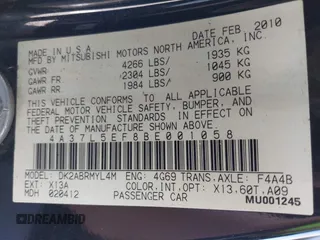 DATE FEB, 2010
MADE IN U.S.A.
BY MITSUBISHI MOTORS NORTH AMERICA, INC.
GVWR 4266 LBS/ 1935 KG
GAWR FR 2304 LBS/ 1045 KG
GAWR RR 1984 LBS/ 900 KG
THIS VEHICLE CONFORMS TO ALL APPLICABLE
FEDERAL MOTOR VEHICLE SAFETY, BUMPER, AND
THEFT PREVENTION STANDARDS IN EFFECT ON
THE DATE OF MANUFACTURE SHOWN ABOVE.
4A37L5EF8BE001058
MODEL: DK2ABRMYL4M ENG: 4G69 TRANS.AXLE: F4A4B
EXT: X13A COLOR.INT.OPT: X13.60T.A09
MOD 020412 PASSENGER CAR
MU001245
DREAMBID